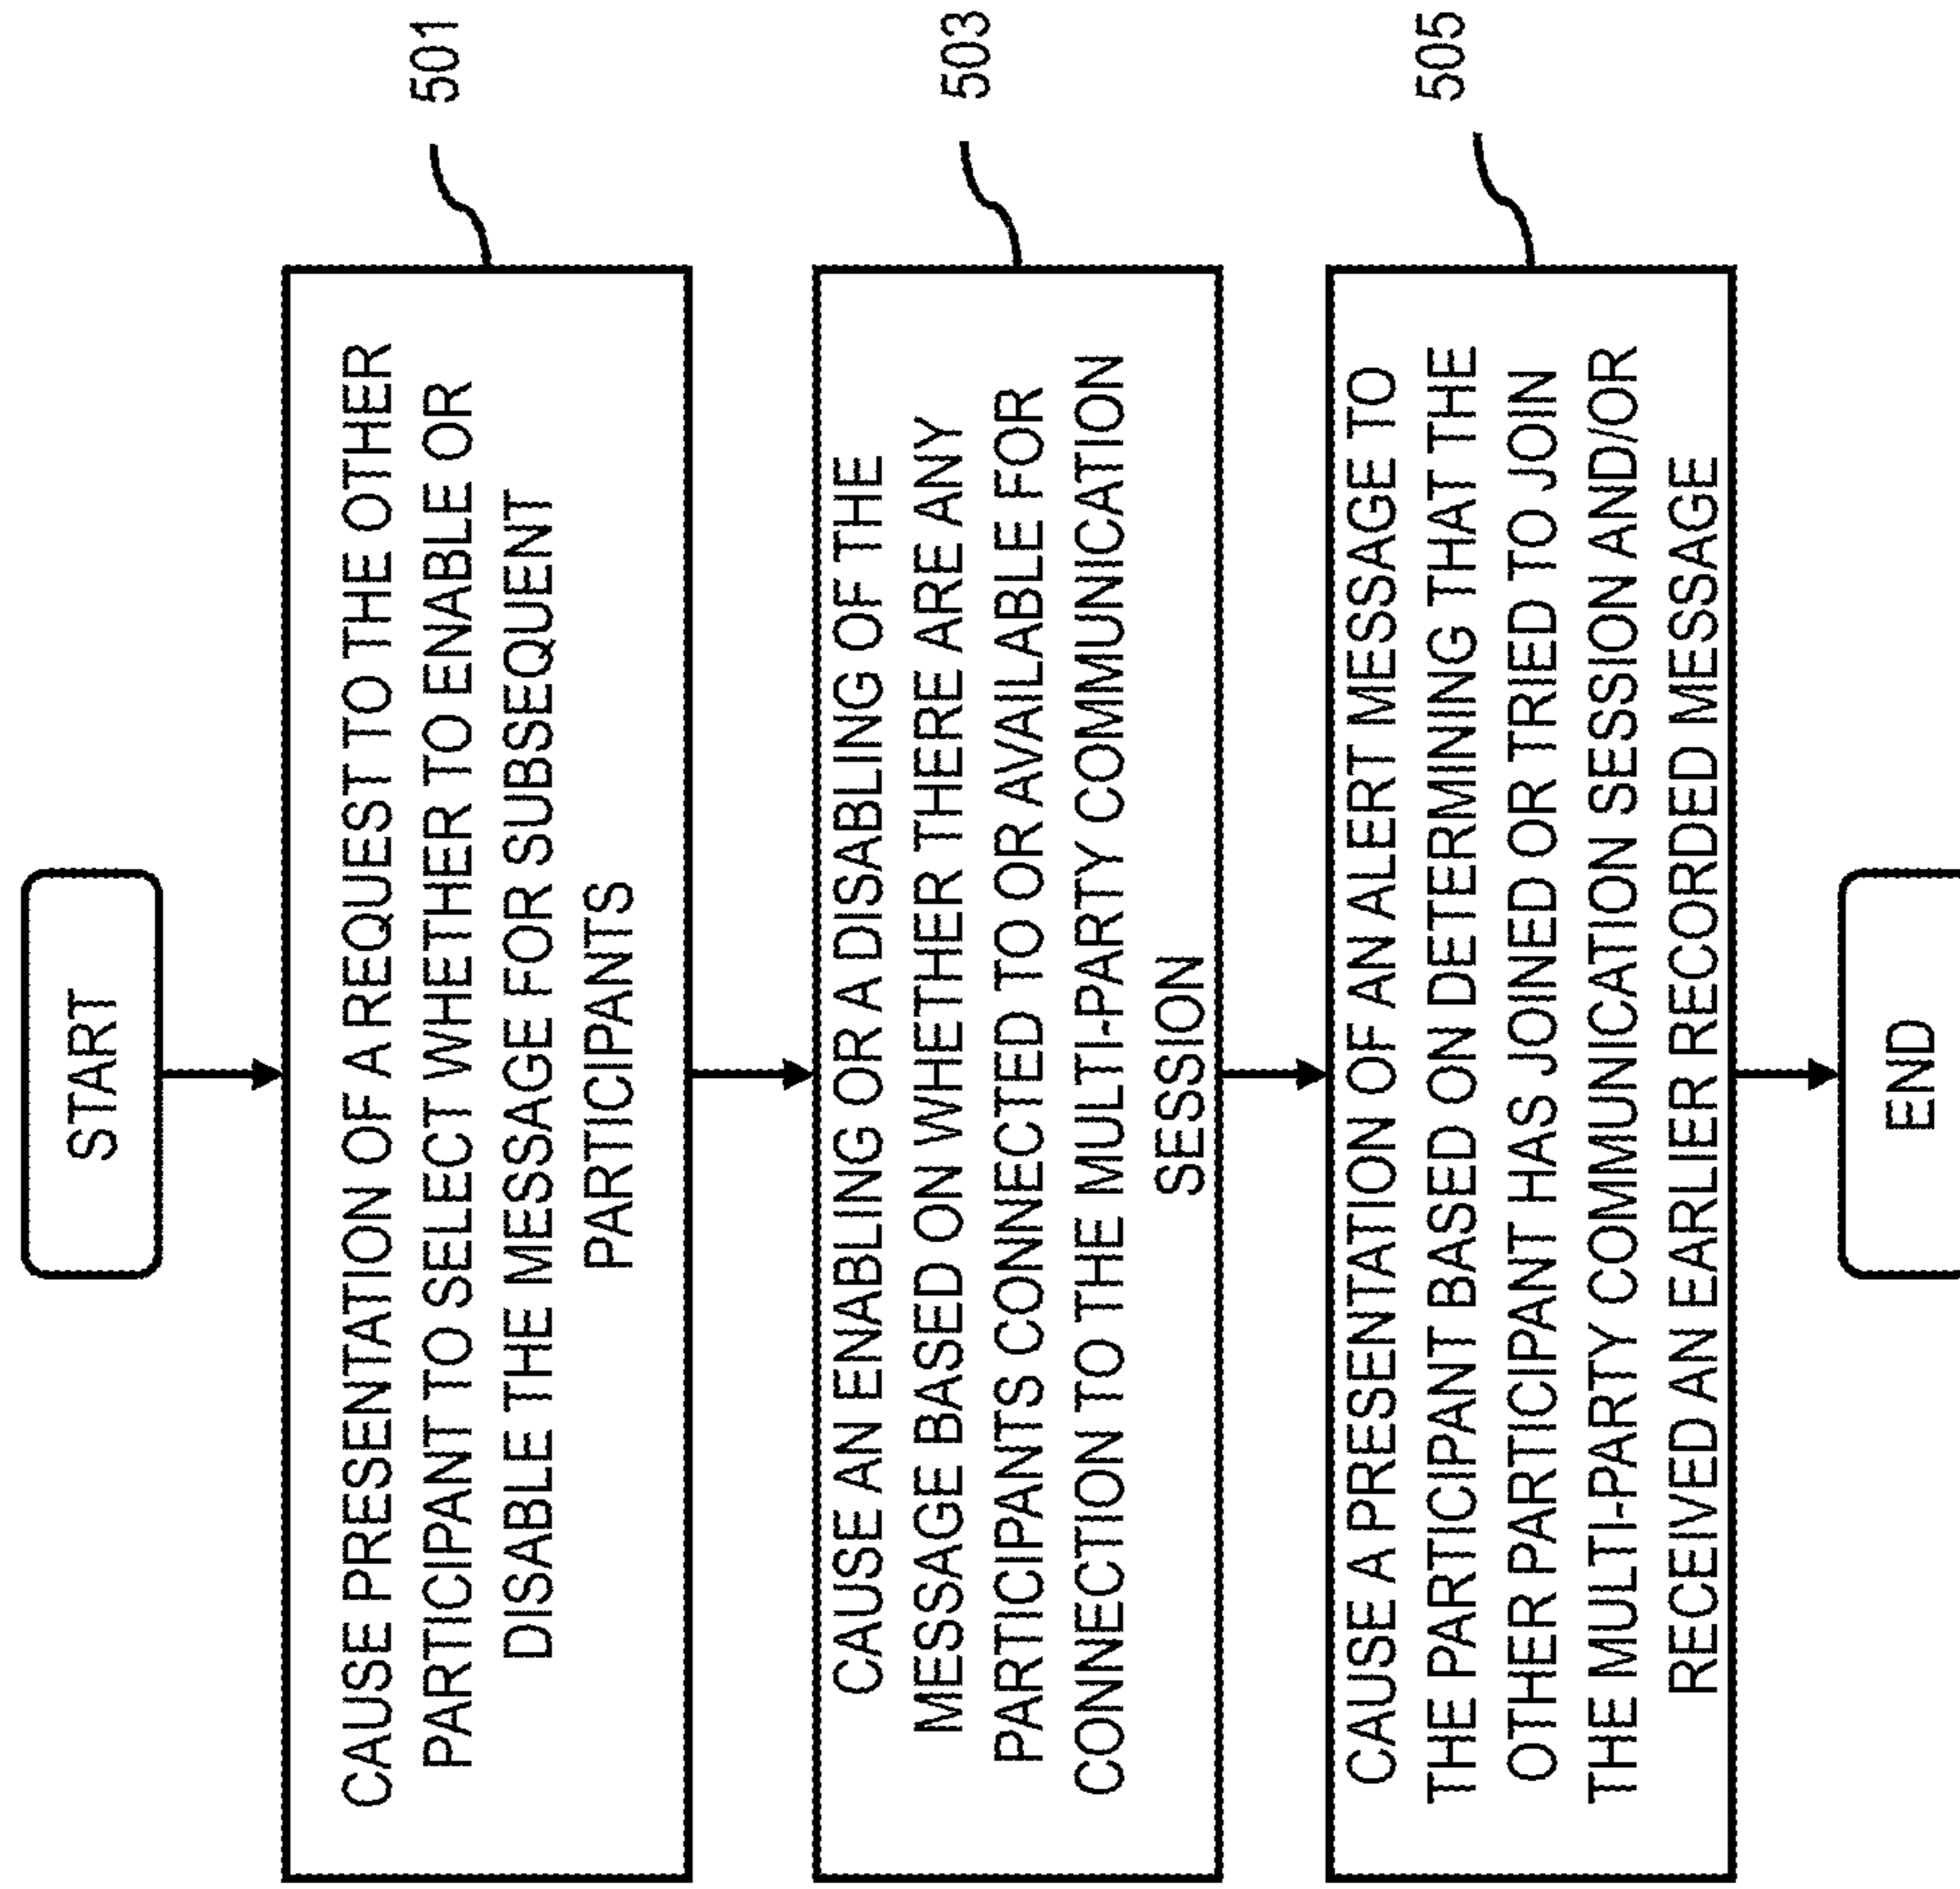 START
CAUSE PRESENTATION OF A REQUEST TO THE OTHER
PARTICIPANT TO SELECT WHETHER TO ENABLE OR
DISABLE THE MESSAGE FOR SUBSEQUENT
PARTICIPANTS
501
CAUSE AN ENABLING OR A DISABLING OF THE
MESSAGE BASED ON WHETHER THERE ARE ANY
PARTICIPANTS CONNECTED TO OR AVAILABLE FOR
CONNECTION TO THE MULTI-PARTY COMMUNICATION
SESSION
503
CAUSE A PRESENTATION OF AN ALERT MESSAGE TO
THE PARTICIPANT BASED ON DETERMINING THAT THE
OTHER PARTICIPANT HAS JOINED OR TRIED TO JOIN
THE MULTI-PARTY COMMUNICATION SESSION AND/OR
RECEIVED AN EARLIER RECORDED MESSAGE
505
END